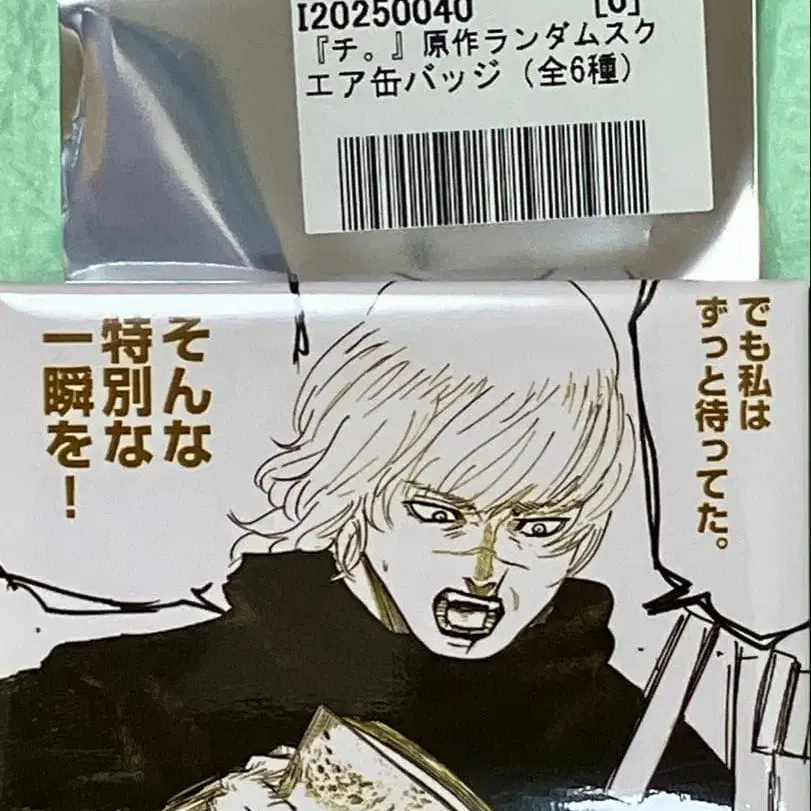 I20250040 [6]
『チ。』原作ランダムスク
エア缶バッジ（全6種）
でも私は
ずっと待ってた。
そんな
特別な
一瞬を！